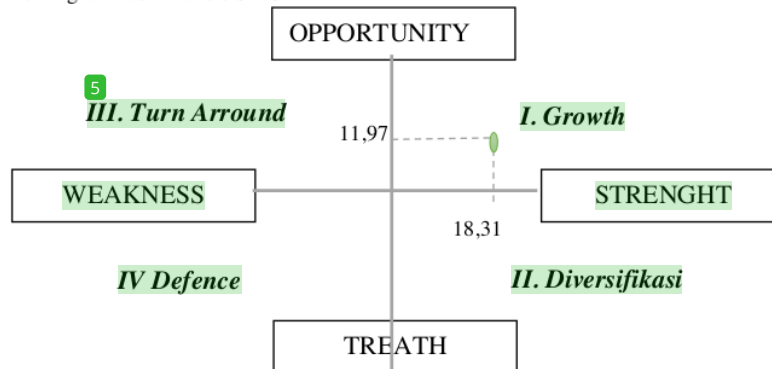 OPPORTUNITY
5
III. Turn Arround
I. Growth
11,97
WEAKNESS
STRENGHT
18,31
IV Defence
II. Diversifikasi
TREATH